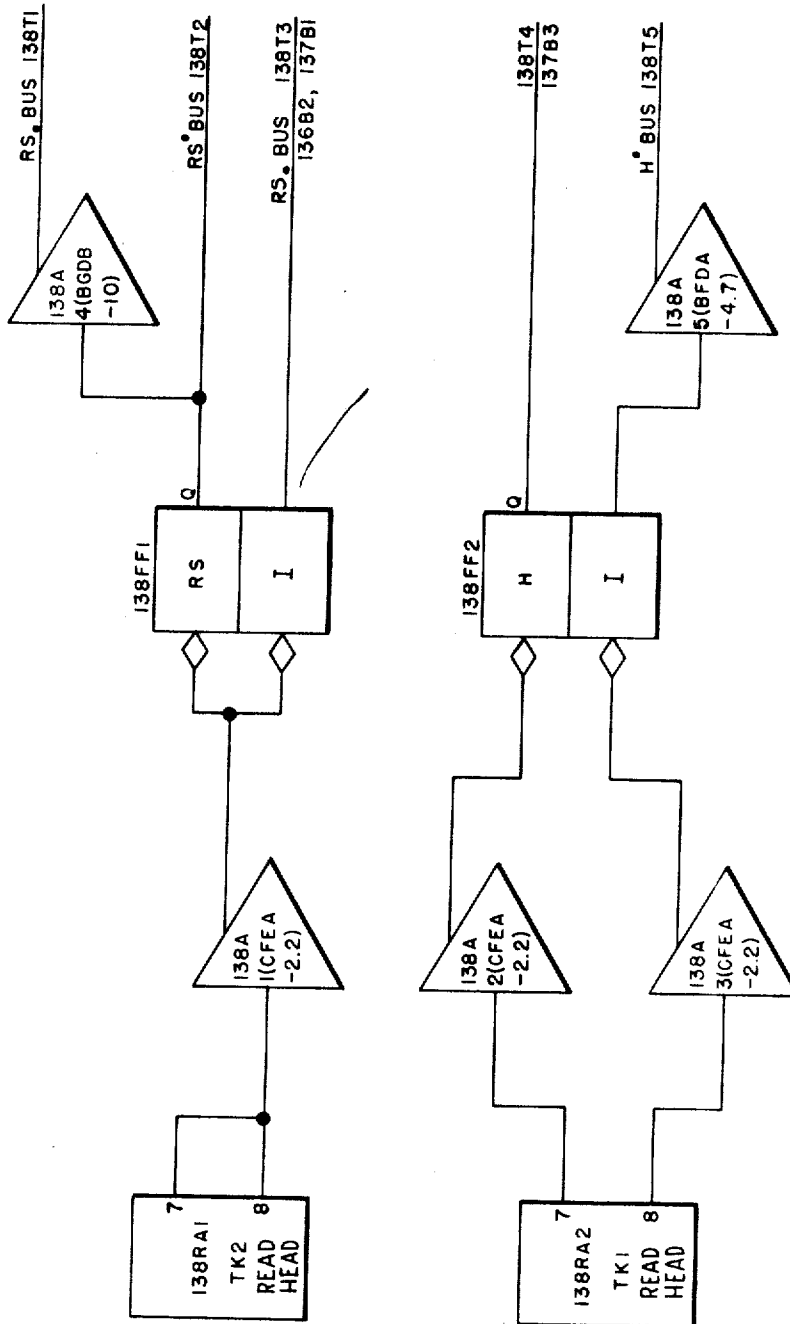 138RA1
TK2
READ
HEAD
7
8
138A
1(CFEA
-2.2)
138FF1
RS
I
Q
138A
4(BGDB
-10)
RS. BUS 138T1
RS• BUS 138T2
RS. BUS 138T3
136B2, 137B1
138RA2
TK1
READ
HEAD
7
8
138A
2(CFEA
-2.2)
138A
3(CFEA
-2.2)
138FF2
H
I
Q
138A
5(BFDA
-4.7)
138T4
137B3
H• BUS 138T5